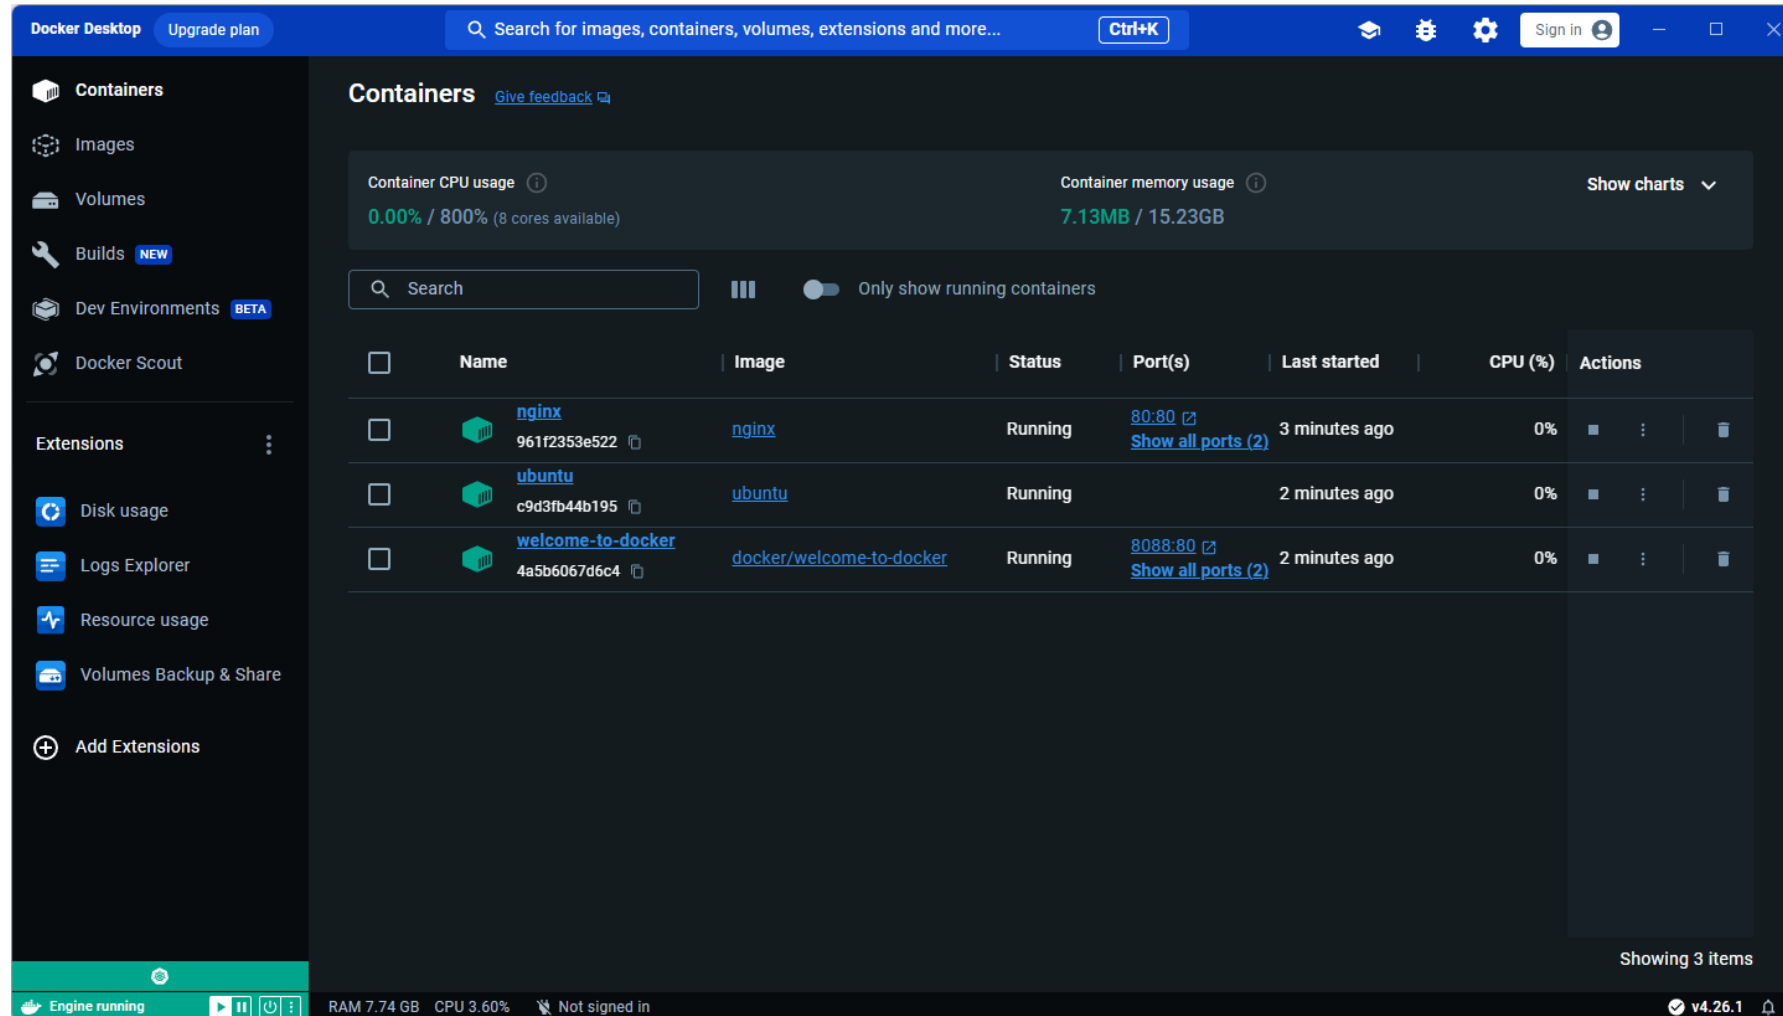 Docker Desktop Upgrade plan Search for images, containers, volumes, extensions and more... Ctrl+K Sign in
Containers
Images
Volumes
Builds NEW
Dev Environments BETA
Docker Scout
Extensions
Disk usage
Logs Explorer
Resource usage
Volumes Backup & Share
Add Extensions
Containers Give feedback
Container CPU usage
0.00% / 800% (8 cores available)
Container memory usage
7.13MB / 15.23GB
Show charts
Search Only show running containers
Name Image Status Port(s) Last started CPU (%) Actions
nginx
961f2353e522
nginx Running
80:80
Show all ports (2)
3 minutes ago 0%
ubuntu
c9d3fb44b195
ubuntu Running 2 minutes ago 0%
welcome-to-docker
4a5b6067d6c4
docker/welcome-to-docker Running
8088:80
Show all ports (2)
2 minutes ago 0%
Showing 3 items
Engine running RAM 7.74 GB CPU 3.60% Not signed in v4.26.1